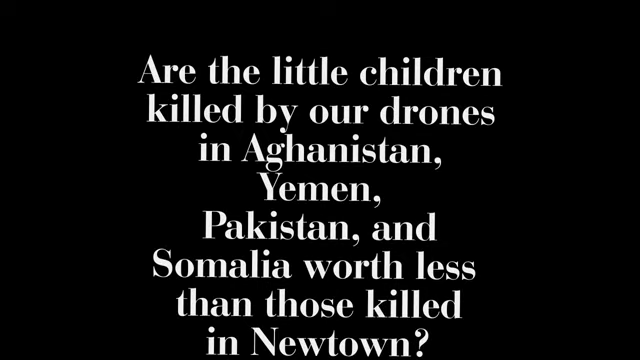 Are the little children
killed by our drones
in Aghanistan,
Yemen,
Pakistan, and
Somalia worth less
than those killed
in Newtown?